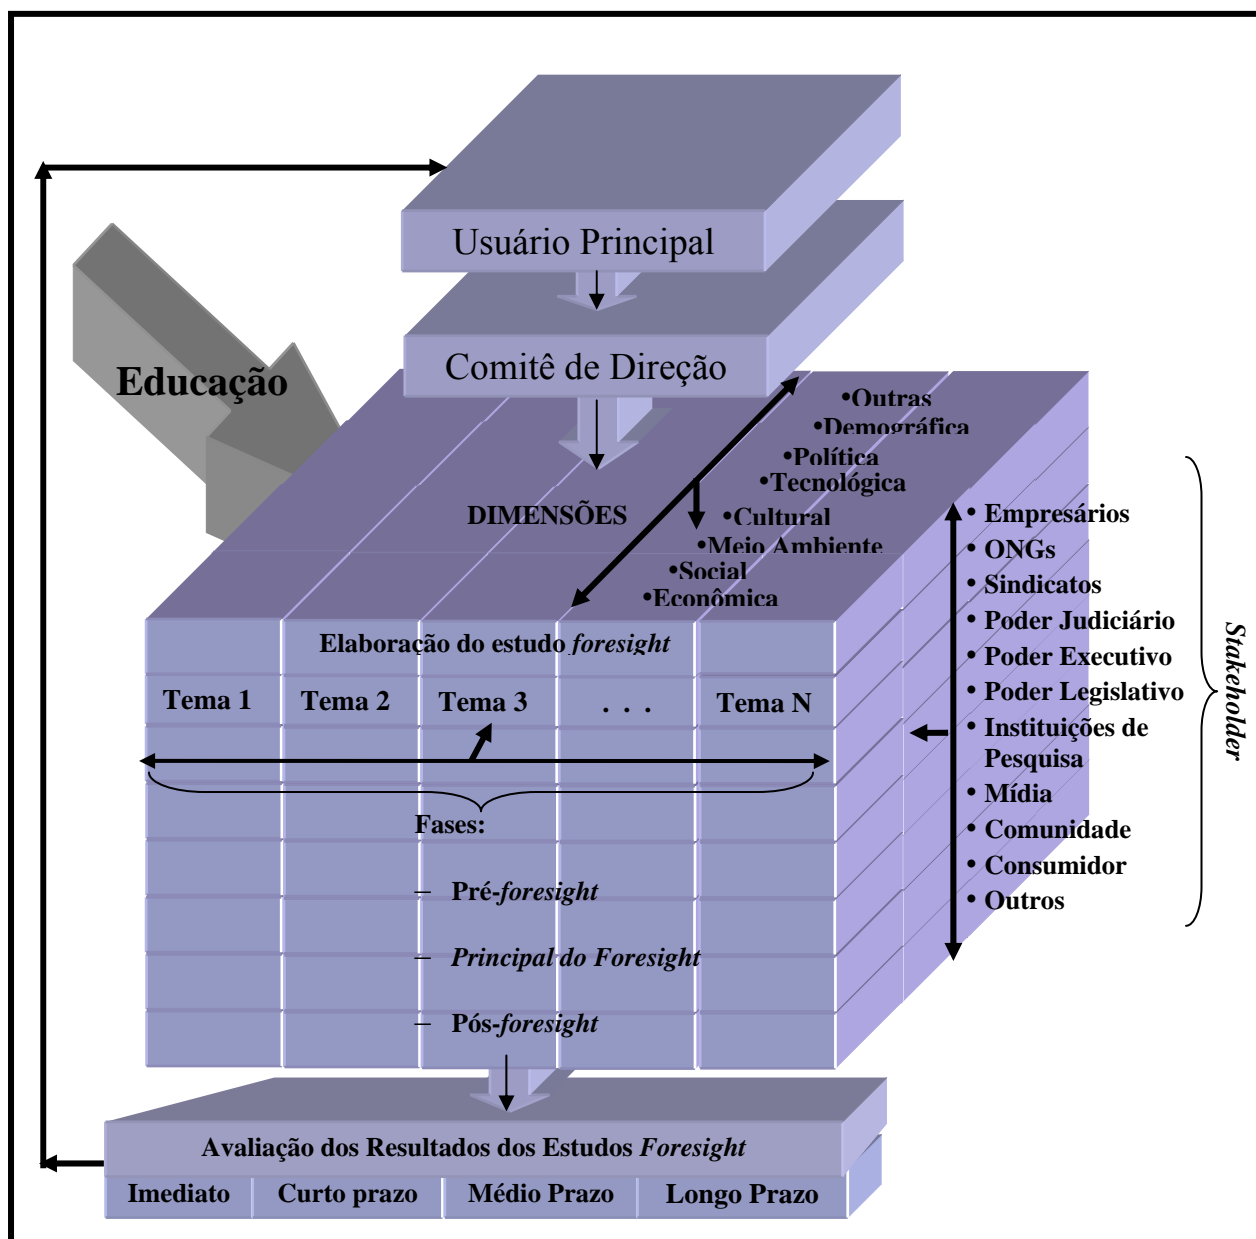 Usuário Principal
Comitê de Direção
Educação
•Outras
•Demográfica
•Política
•Tecnológica
DIMENSÕES
•Cultural
•Meio Ambiente
•Social
•Econômica
• Empresários
• ONGs
• Sindicatos
• Poder Judiciário
• Poder Executivo
• Poder Legislativo
• Instituições de
Pesquisa
• Mídia
• Comunidade
• Consumidor
• Outros
Stakeholder
Elaboração do estudo foresight
Tema 1 Tema 2 Tema 3 . . . Tema N
Fases:
– Pré-foresight
– Principal do Foresight
– Pós-foresight
Avaliação dos Resultados dos Estudos Foresight
Imediato Curto prazo Médio Prazo Longo Prazo